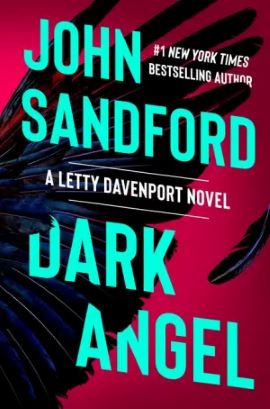 JOHN
#1 NEW YORK TIMES
BESTSELLING AUTHOR
SANDFORD
A LETTY DAVENPORT NOVEL
DARK
ANGEL